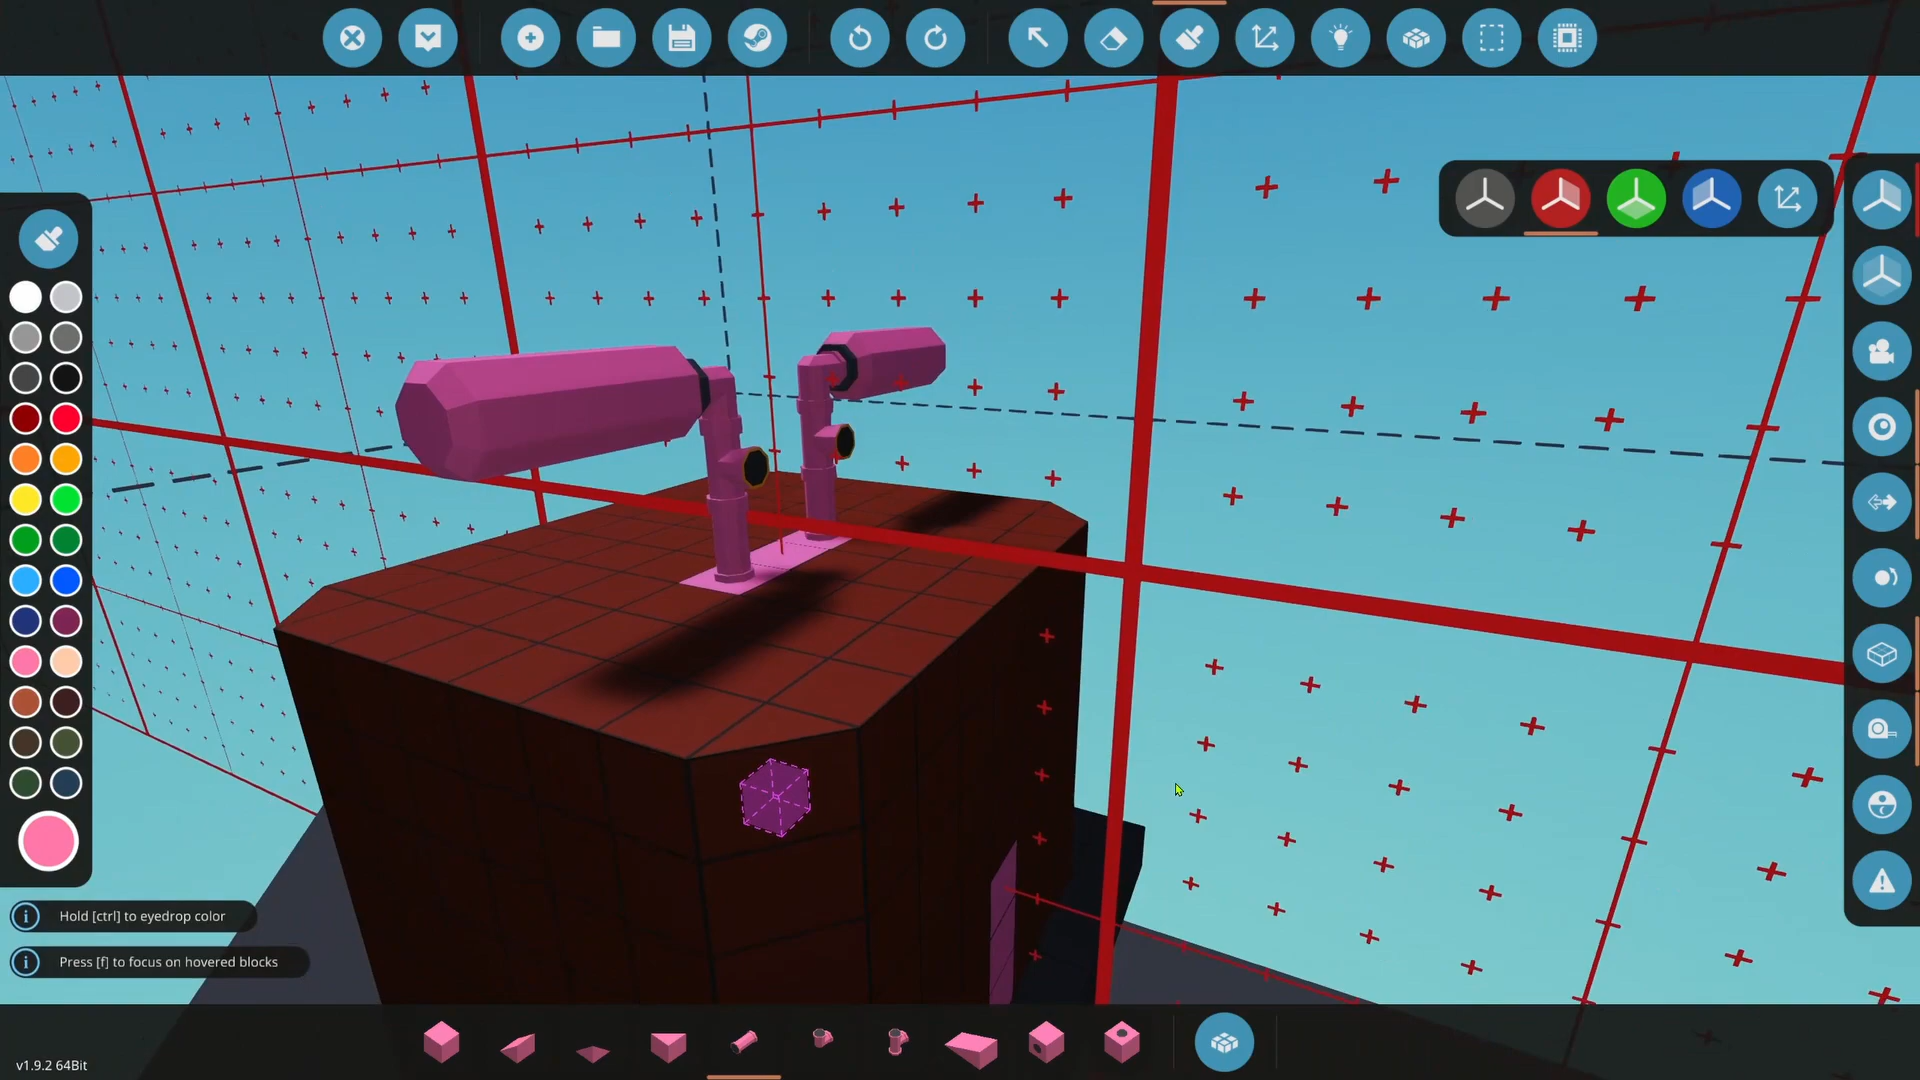 Hold [ctrl] to eyedrop color
Press [f] to focus on hovered blocks
v1.9.2 64Bit